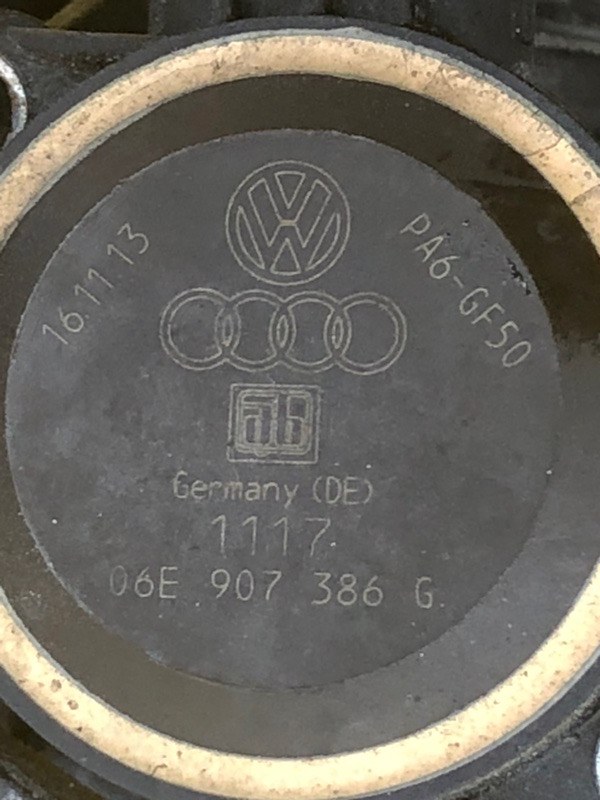 16.11.13
PA6-GF50
Germany (DE)
1117
06E 907 386 G